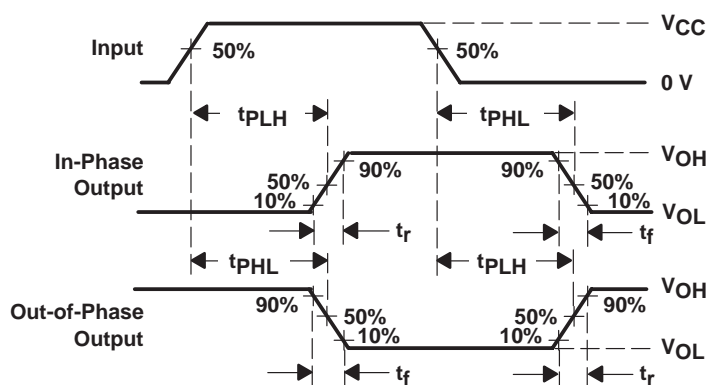 VCC
Input
50%
50%
0 V
tPLH
tPHL
In-Phase
Output
VOH
90%
90%
50%
50%
10%
10%
VOL
tr
tf
tPHL
tPLH
Out-of-Phase
Output
VOH
90%
90%
50%
50%
10%
10%
VOL
tf
tr